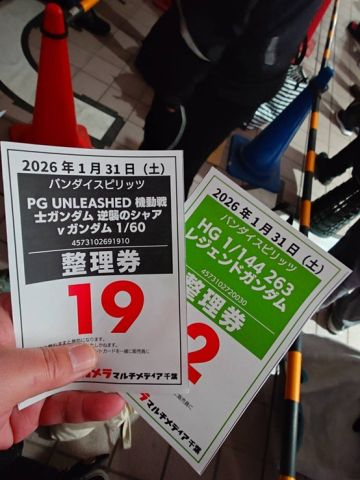 2026年1月31日（土）
バンダイスピリッツ
PG UNLEASHED 機動戦
士ガンダム 逆襲のシャア
νガンダム 1/60
4573102691910
整理券
19
カメラ マルチメディア千葉
2026年1月31日（土）
バンダイスピリッツ
HG 1/144 263
レジェンドガンダム
4573102720030
整理券
2
マルチメディア千葉